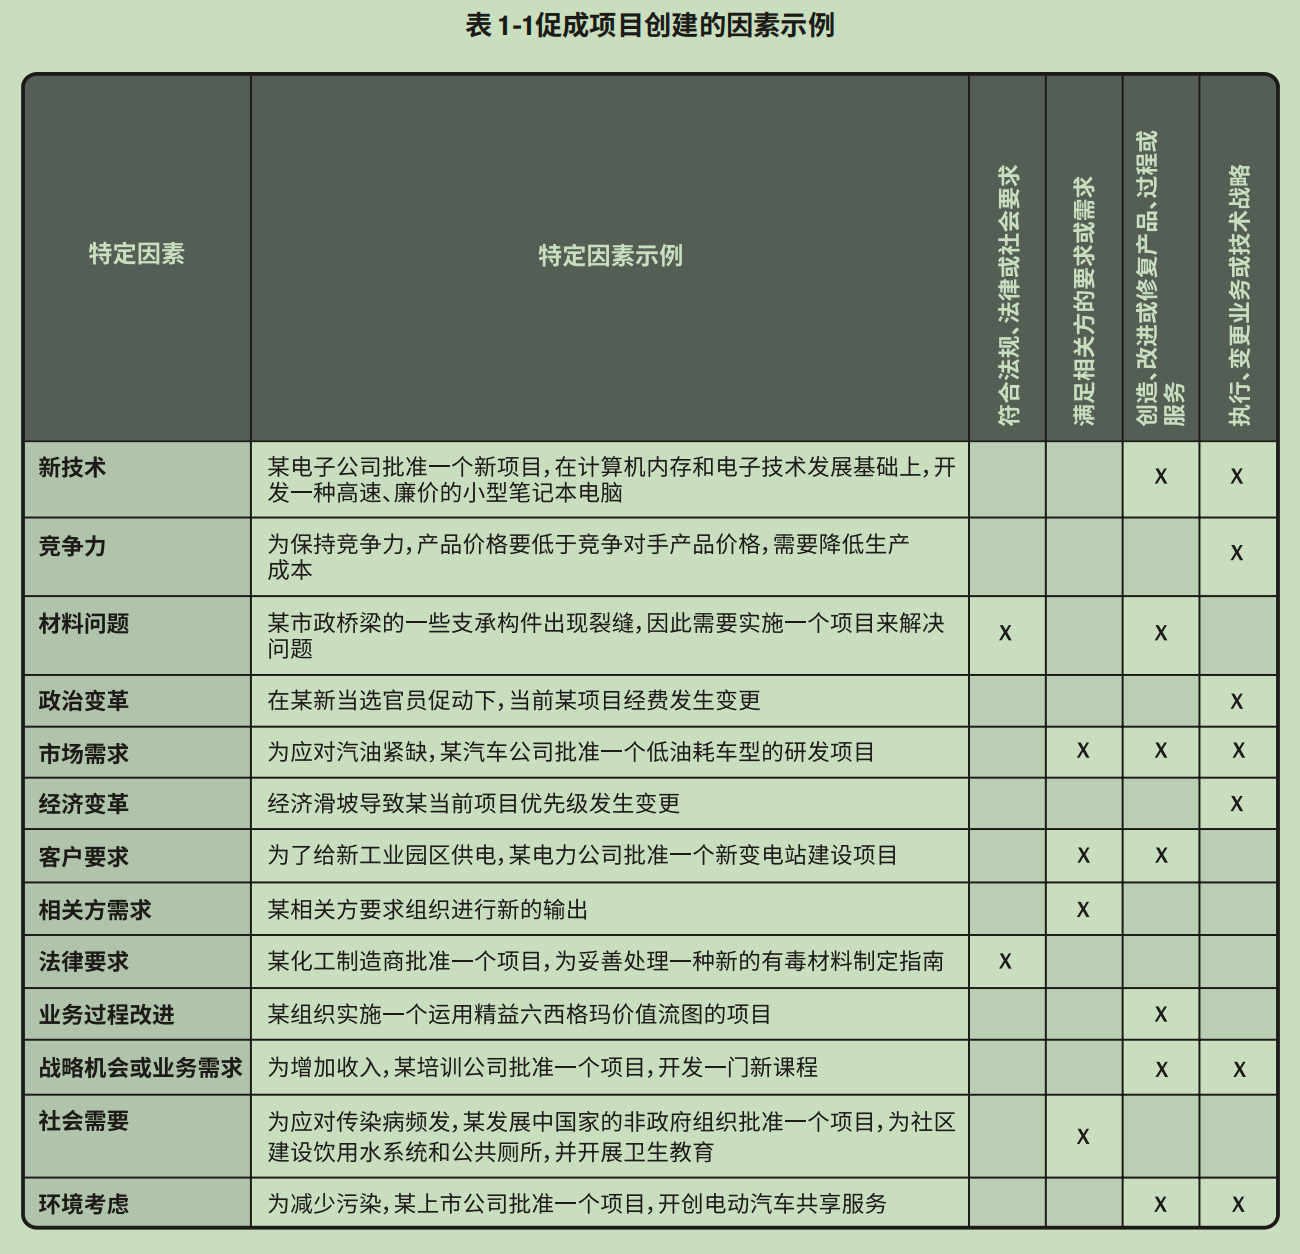 表 1-1促成项目创建的因素示例
特定因素
特定因素示例
符合法规、法律或社会要求
满足相关方的要求或需求
创造、改进或修复产品、过程或
服务
执行、变更业务或技术战略
新技术
某电子公司批准一个新项目，在计算机内存和电子技术发展基础上，开
发一种高速、廉价的小型笔记本电脑
X X
竞争力
为保持竞争力，产品价格要低于竞争对手产品价格，需要降低生产
成本
X
材料问题
某市政桥梁的一些支承构件出现裂缝，因此需要实施一个项目来解决
问题
X X
政治变革
在某新当选官员促动下，当前某项目经费发生变更
X
市场需求
为应对汽油紧缺，某汽车公司批准一个低油耗车型的研发项目
X X X
经济变革
经济滑坡导致某当前项目优先级发生变更
X
客户要求
为了给新工业园区供电，某电力公司批准一个新变电站建设项目
X X
相关方需求
某相关方要求组织进行新的输出
X
法律要求
某化工制造商批准一个项目，为妥善处理一种新的有毒材料制定指南
X
业务过程改进
某组织实施一个运用精益六西格玛价值流图的项目
X
战略机会或业务需求
为增加收入，某培训公司批准一个项目，开发一门新课程
X X
社会需要
为应对传染病频发，某发展中国家的非政府组织批准一个项目，为社区
建设饮用水系统和公共厕所，并开展卫生教育
X
环境考虑
为减少污染，某上市公司批准一个项目，开创电动汽车共享服务
X X